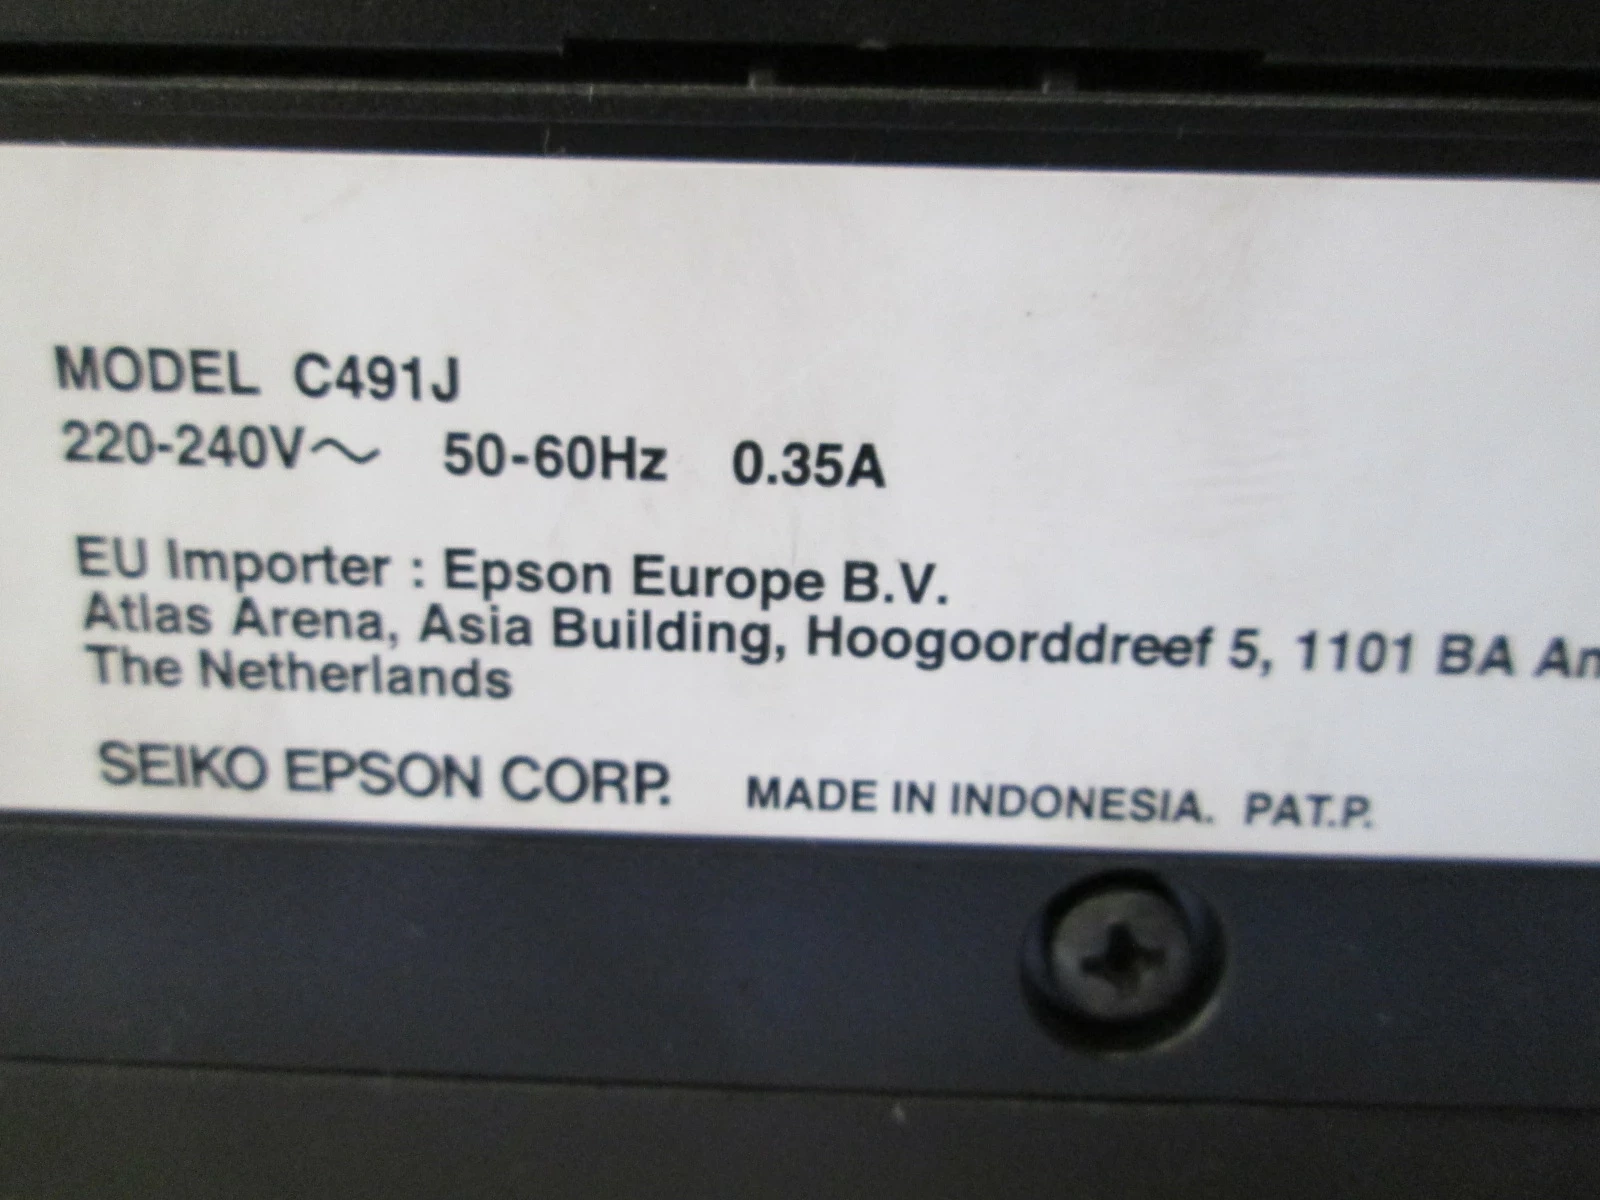 MODEL C491J
220-240V～ 50-60Hz 0.35A
EU Importer : Epson Europe B.V.
Atlas Arena, Asia Building, Hoogoorddreef 5, 1101 BA
The Netherlands
SEIKO EPSON CORP. MADE IN INDONESIA. PAT.P.